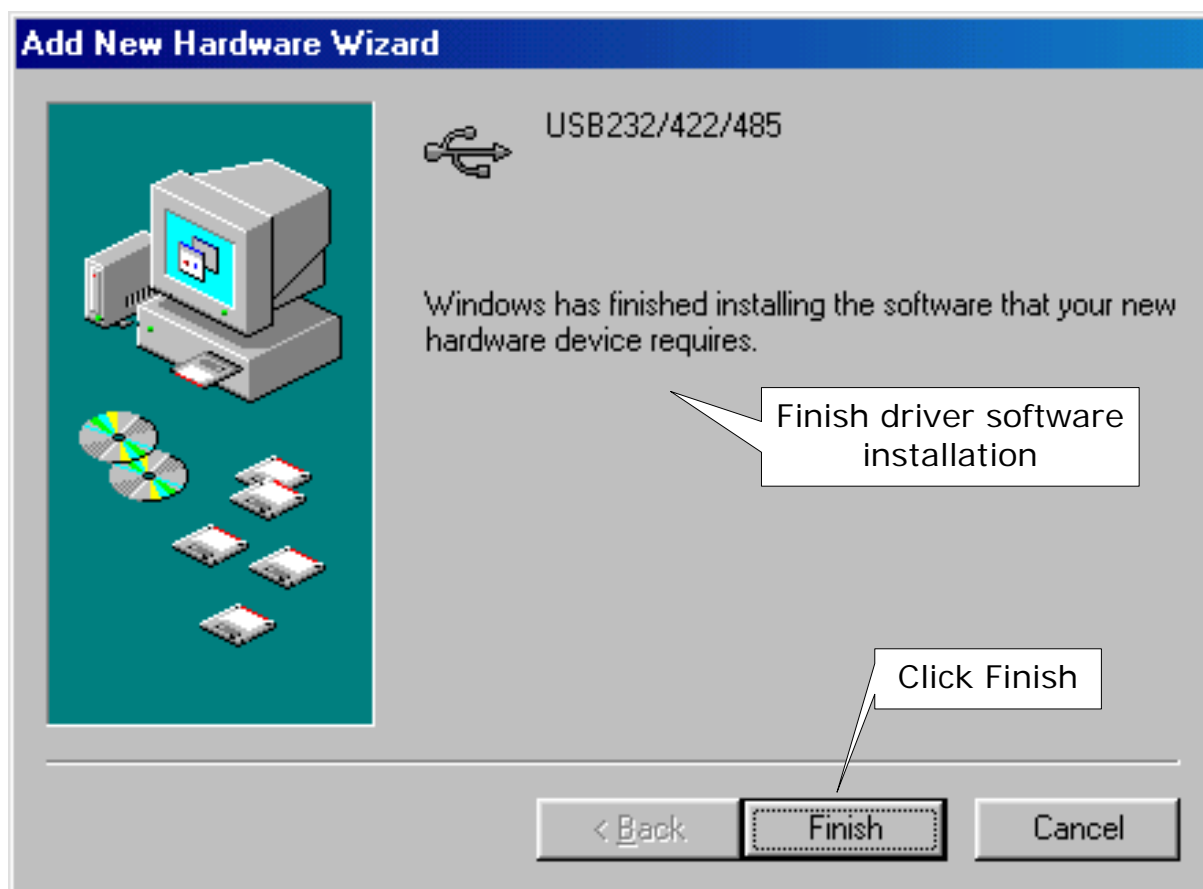 Add New Hardware Wizard
USB232/422/485
Windows has finished installing the software that your new
hardware device requires.
Finish driver software
installation
Click Finish
< Back
Finish
Cancel